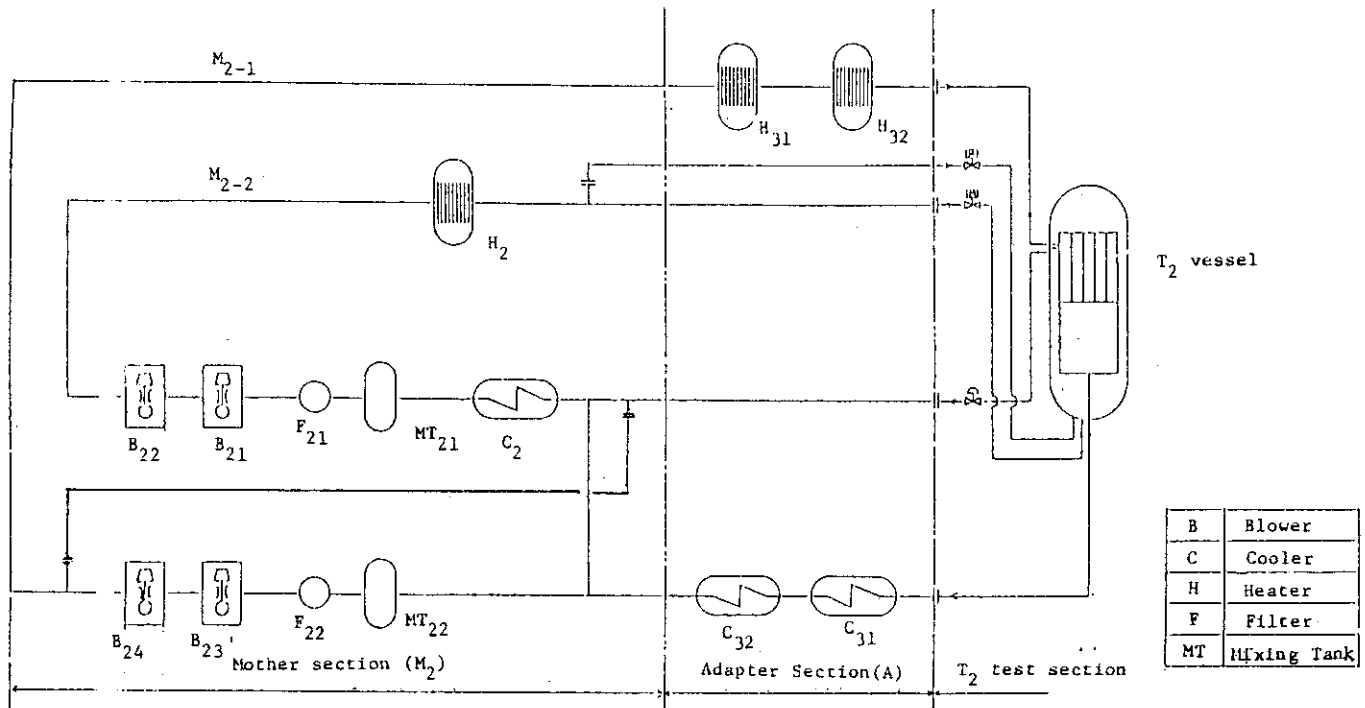 M2-1
H31 H32
M2-2
H2
T2 vessel
B22 B21 F21 MT21 C2
B24 B23' F22 MT22 C32 C31
Mother section (M2) Adapter Section(A) T2 test section
B Blower
C Cooler
H Heater
F Filter
MT Mixing Tank